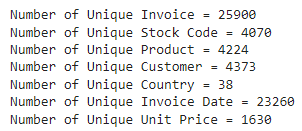 Number of Unique Invoice = 25900
Number of Unique Stock Code = 4070
Number of Unique Product = 4224
Number of Unique Customer = 4373
Number of Unique Country = 38
Number of Unique Invoice Date = 23260
Number of Unique Unit Price = 1630